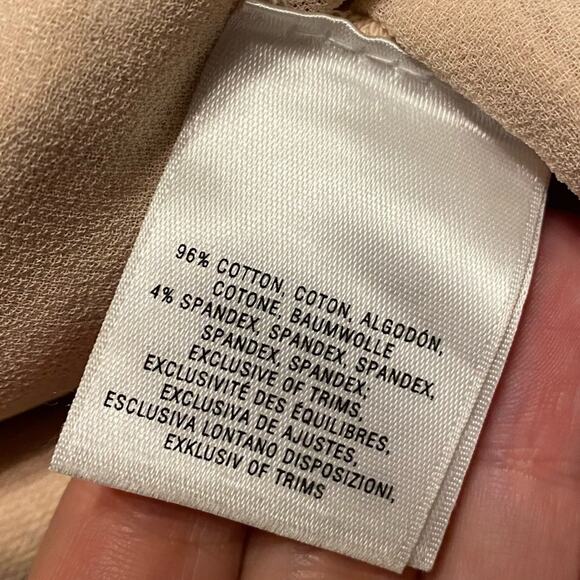 96% COTTON, COTON, ALGODÓN,
COTONE, BAUMWOLLE
4% SPANDEX, SPANDEX, SPANDEX,
SPANDEX, SPANDEX,
EXCLUSIVE OF TRIMS,
EXCLUSIVITÉ DES ÉQUILIBRES,
EXCLUSIVA DE AJUSTES,
ESCLUSIVA LONTANO DISPOSIZIONI,
EXKLUSIV OF TRIMS